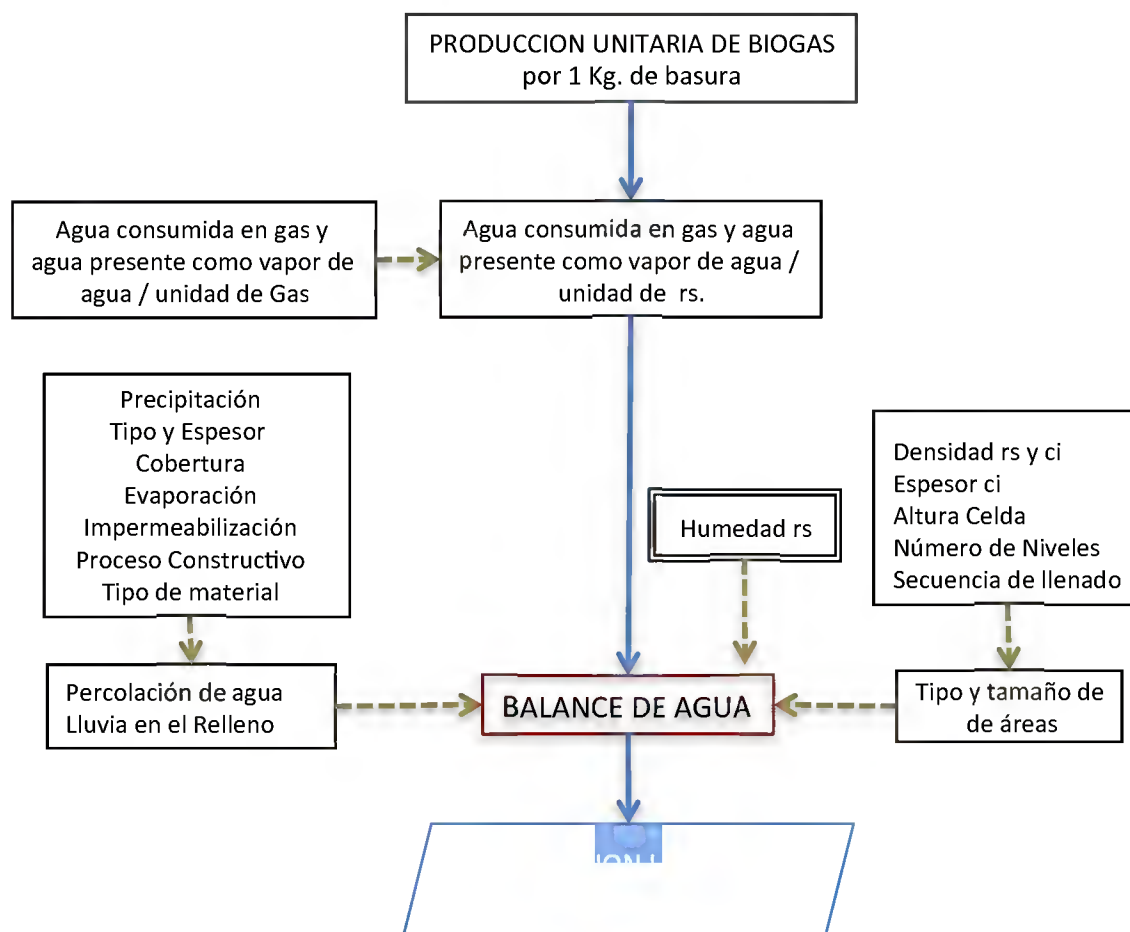 PRODUCCION UNITARIA DE BIOGAS
por 1 Kg. de basura
Agua consumida en gas y
agua presente como vapor de
agua / unidad de Gas
Agua consumida en gas y agua
presente como vapor de agua /
unidad de rs.
Precipitación
Tipo y Espesor
Cobertura
Evaporación
Impermeabilización
Proceso Constructivo
Tipo de material
Humedad rs
Densidad rs y ci
Espesor ci
Altura Celda
Número de Niveles
Secuencia de llenado
Percolación de agua
Lluvia en el Relleno
BALANCE DE AGUA
Tipo y tamaño de
de áreas